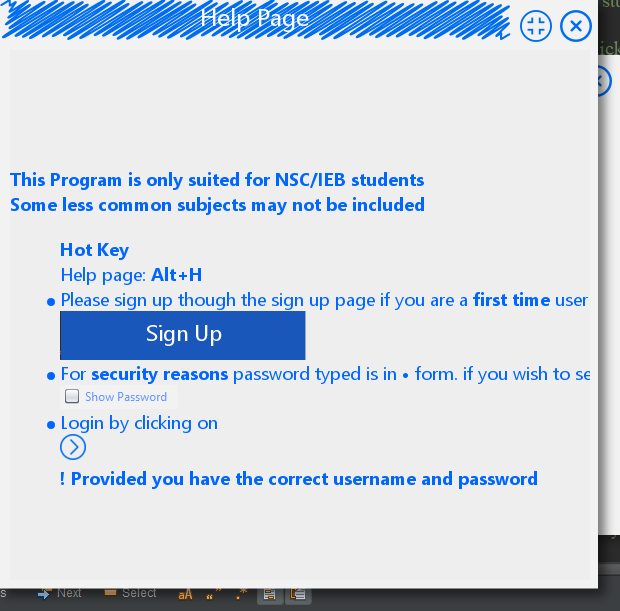 Help Page
This Program is only suited for NSC/IEB students
Some less common subjects may not be included
Hot Key
Help page: Alt+H
• Please sign up though the sign up page if you are a first time user
Sign Up
• For security reasons password typed is in • form. if you wish to se
Show Password
• Login by clicking on
! Provided you have the correct username and password
s Next Select aA “” .*